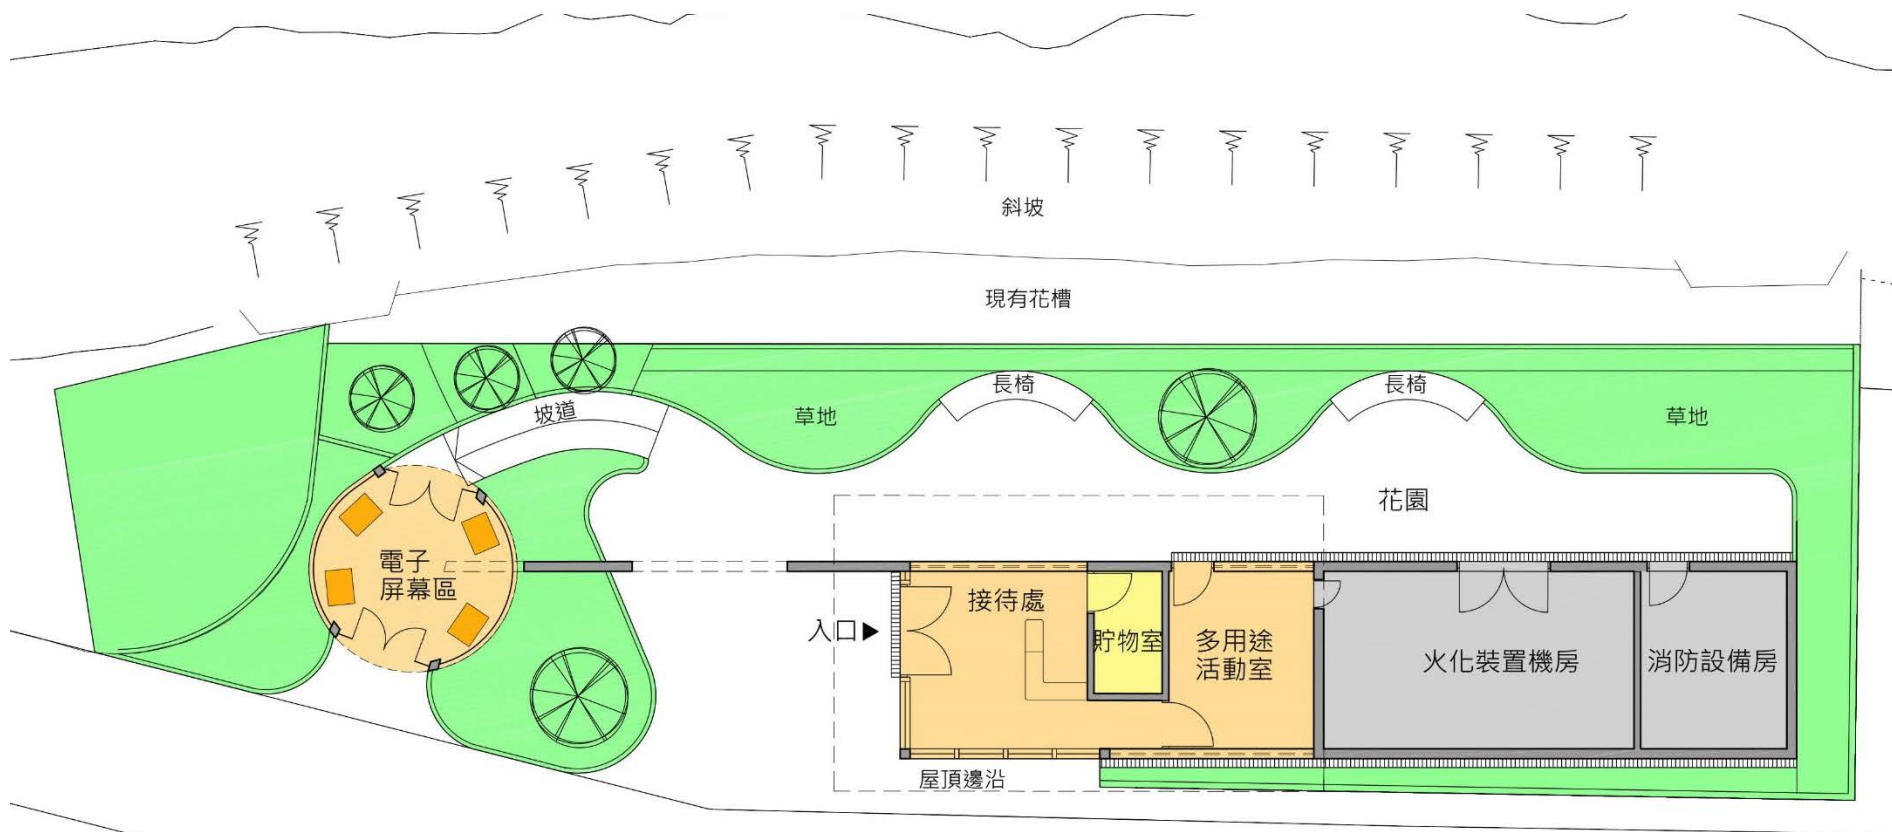 斜坡
現有花槽
長椅
長椅
坡道
草地
草地
花園
電子
屏幕區
接待處
入口▶
貯物室
多用途
活動室
火化裝置機房
消防設備房
屋頂邊沿